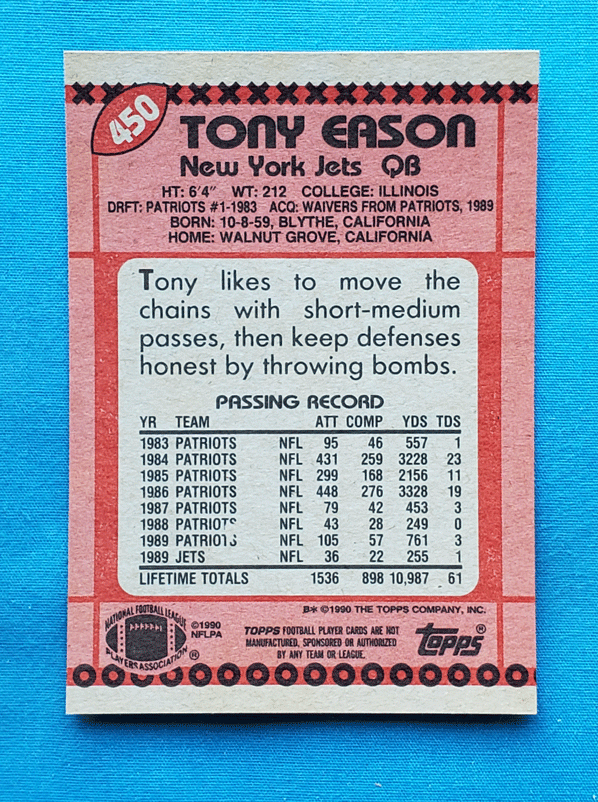 450
TONY EASON
New York Jets QB
HT: 6'4" WT: 212 COLLEGE: ILLINOIS
DRFT: PATRIOTS #1-1983 ACQ: WAIVERS FROM PATRIOTS, 1989
BORN: 10-8-59, BLYTHE, CALIFORNIA
HOME: WALNUT GROVE, CALIFORNIA
Tony likes to move the
chains with short-medium
passes, then keep defenses
honest by throwing bombs.
PASSING RECORD
YR TEAM ATT COMP YDS TDS
1983 PATRIOTS NFL 95 46 557 1
1984 PATRIOTS NFL 431 259 3228 23
1985 PATRIOTS NFL 299 168 2156 11
1986 PATRIOTS NFL 448 276 3328 19
1987 PATRIOTS NFL 79 42 453 3
1988 PATRIOTS NFL 43 28 249 0
1989 PATRIOTS NFL 105 57 761 3
1989 JETS NFL 36 22 255 1
LIFETIME TOTALS 1536 898 10,987 61
B* ©1990 THE TOPPS COMPANY, INC.
NATIONAL FOOTBALL LEAGUE
PLAYERS ASSOCIATION ®
©1990
NFLPA
TOPPS FOOTBALL PLAYER CARDS ARE NOT
MANUFACTURED, SPONSORED OR AUTHORIZED
BY ANY TEAM OR LEAGUE.
topps®